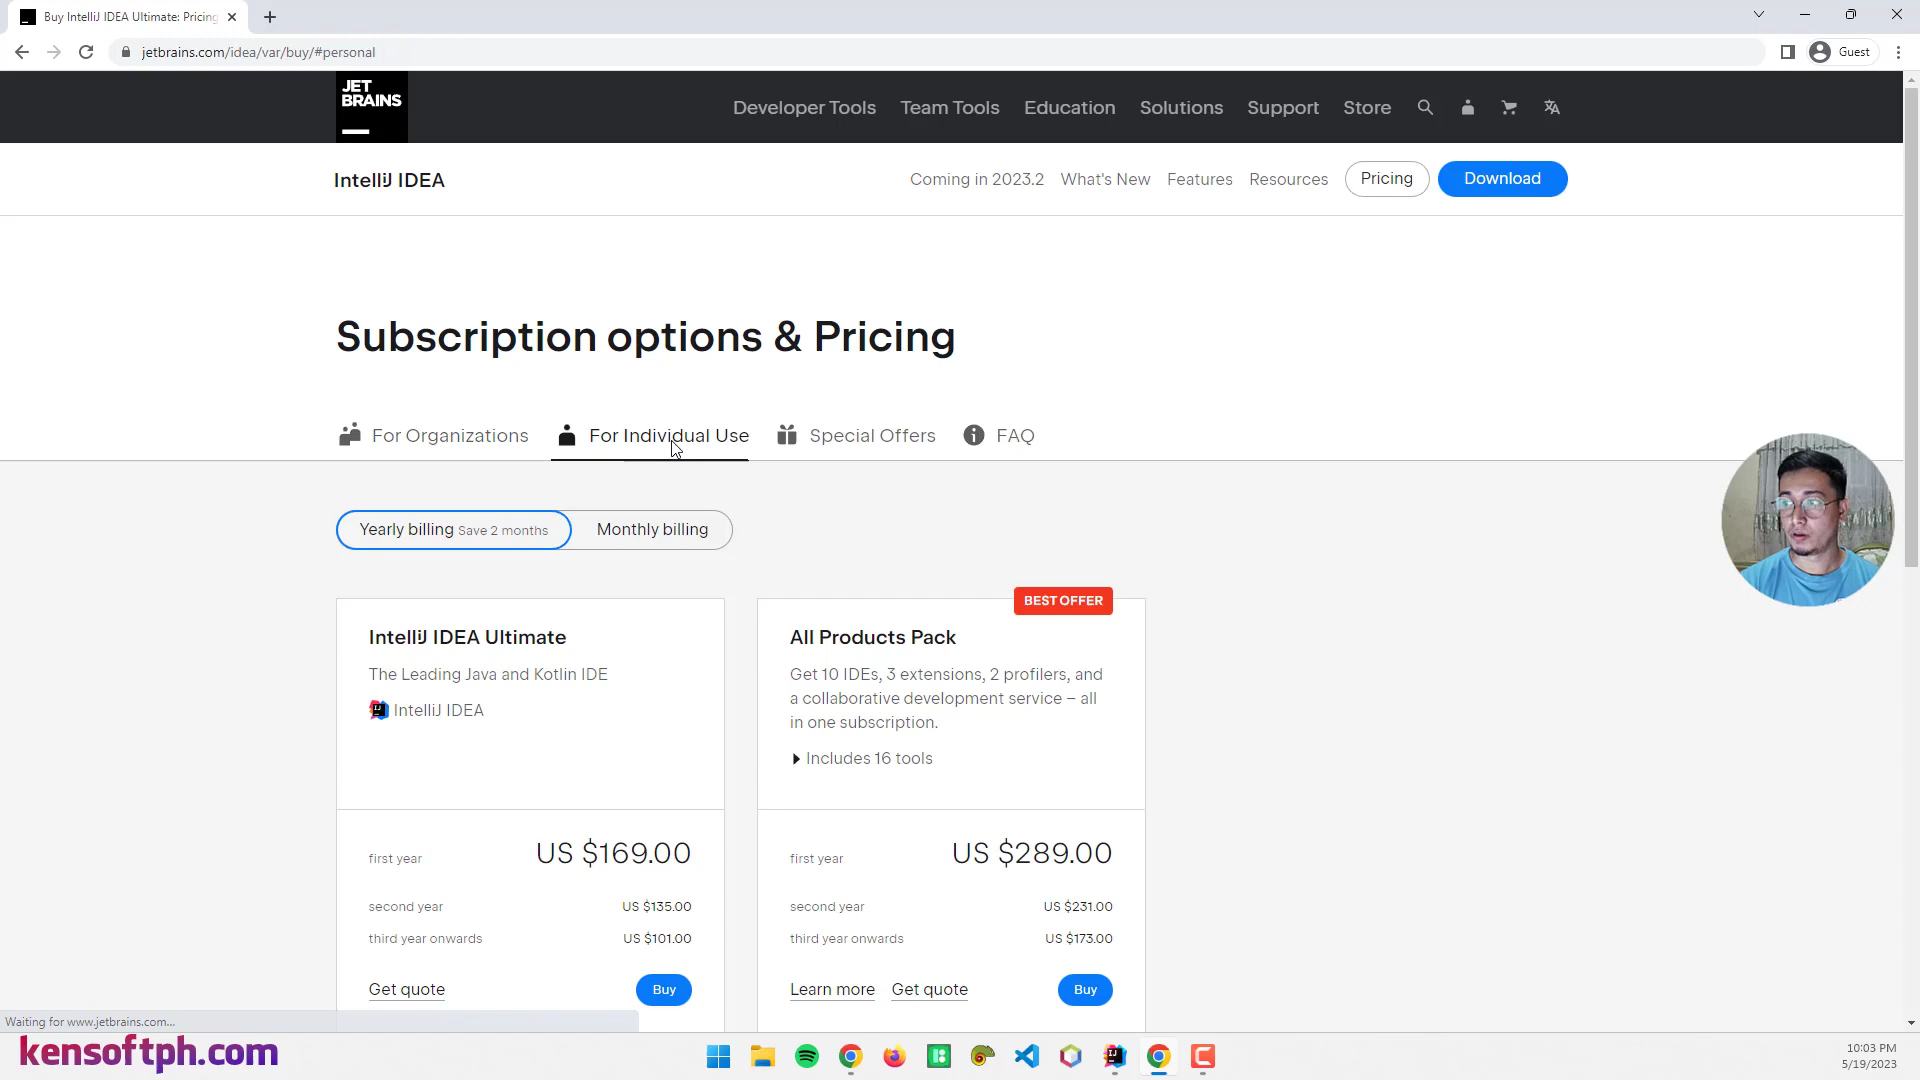 Buy IntelliJ IDEA Ultimate: Pricing
jetbrains.com/idea/var/buy/#personal
Guest
JET
BRAINS
Developer Tools Team Tools Education Solutions Support Store
IntelliJ IDEA
Coming in 2023.2 What's New Features Resources Pricing Download
Subscription options & Pricing
For Organizations For Individual Use Special Offers FAQ
Yearly billing Save 2 months Monthly billing
BEST OFFER
IntelliJ IDEA Ultimate
The Leading Java and Kotlin IDE
IntelliJ IDEA
first year US $169.00
second year US $135.00
third year onwards US $101.00
Get quote Buy
All Products Pack
Get 10 IDEs, 3 extensions, 2 profilers, and
a collaborative development service – all
in one subscription.
Includes 16 tools
first year US $289.00
second year US $231.00
third year onwards US $173.00
Learn more Get quote Buy
Waiting for www.jetbrains.com...
kensoftph.com
10:03 PM
5/19/2023